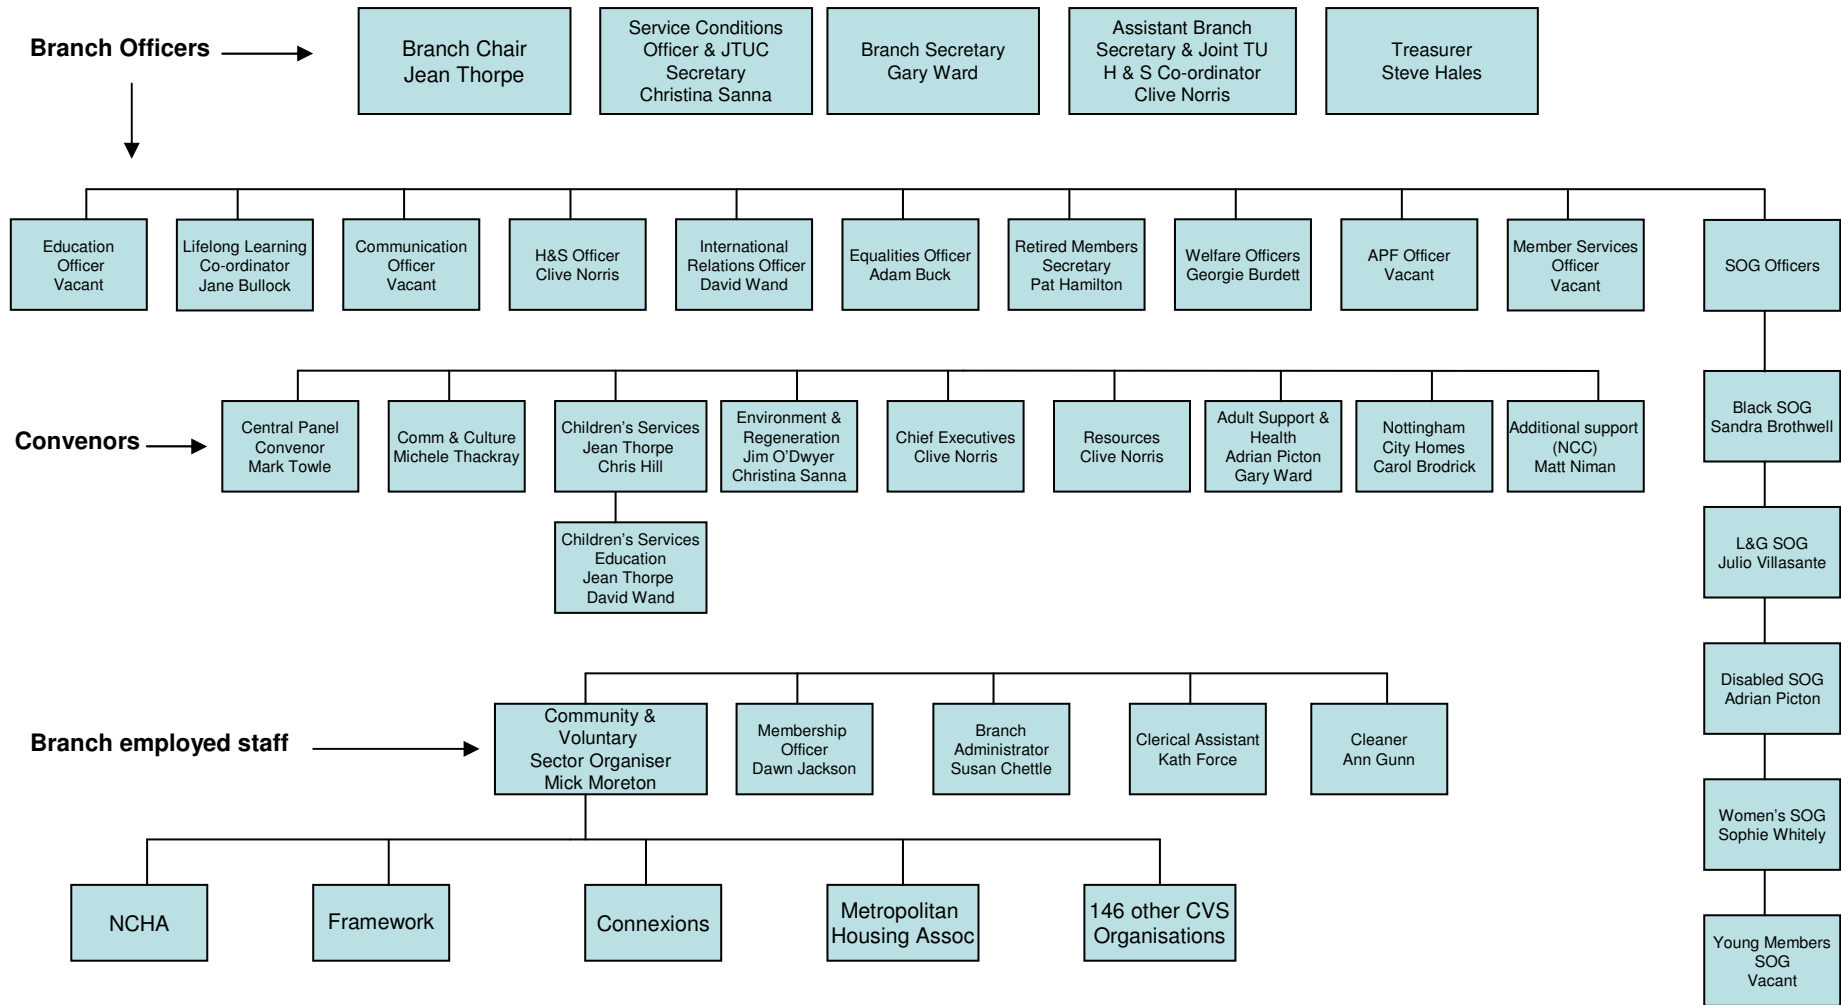 Branch Officers
Branch Chair
Jean Thorpe
Service Conditions
Officer & JTUC
Secretary
Christina Sanna
Branch Secretary
Gary Ward
Assistant Branch
Secretary & Joint TU
H & S Co-ordinator
Clive Norris
Treasurer
Steve Hales
Education
Officer
Vacant
Lifelong Learning
Co-ordinator
Jane Bullock
Communication
Officer
Vacant
H&S Officer
Clive Norris
International
Relations Officer
David Wand
Equalities Officer
Adam Buck
Retired Members
Secretary
Pat Hamilton
Welfare Officers
Georgie Burdett
APF Officer
Vacant
Member Services
Officer
Vacant
SOG Officers
Convenors
Central Panel
Convenor
Mark Towle
Comm & Culture
Michele Thackray
Children’s Services
Jean Thorpe
Chris Hill
Environment &
Regeneration
Jim O’Dwyer
Christina Sanna
Chief Executives
Clive Norris
Resources
Clive Norris
Adult Support &
Health
Adrian Picton
Gary Ward
Nottingham
City Homes
Carol Brodrick
Additional support
(NCC)
Matt Niman
Black SOG
Sandra Brothwell
Children’s Services
Education
Jean Thorpe
David Wand
L&G SOG
Julio Villasante
Disabled SOG
Adrian Picton
Branch employed staff
Community &
Voluntary
Sector Organiser
Mick Moreton
Membership
Officer
Dawn Jackson
Branch
Administrator
Susan Chettle
Clerical Assistant
Kath Force
Cleaner
Ann Gunn
Women’s SOG
Sophie Whitely
NCHA
Framework
Connexions
Metropolitan
Housing Assoc
146 other CVS
Organisations
Young Members
SOG
Vacant